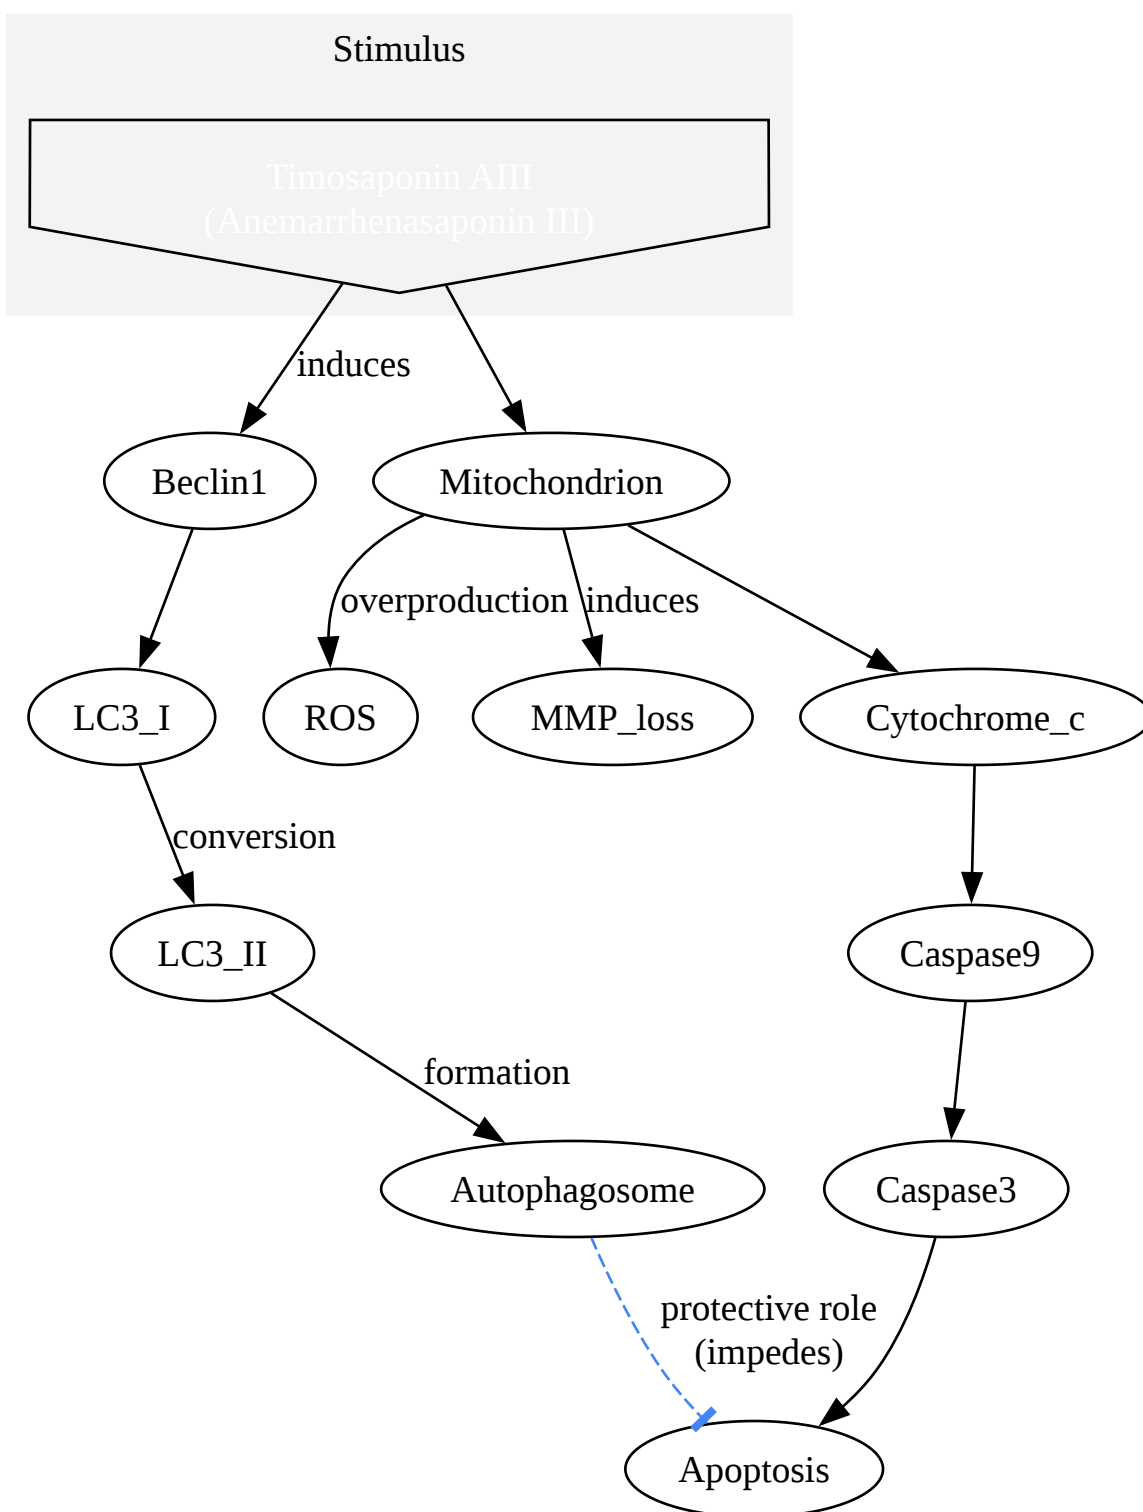 Stimulus
Timosaponin AIII
(Anemarrhenasaponin III)
induces
Beclin1
Mitochondrion
overproduction
induces
LC3_I
ROS
MMP_loss
Cytochrome_c
conversion
LC3_II
Caspase9
formation
Autophagosome
Caspase3
protective role
(impedes)
Apoptosis